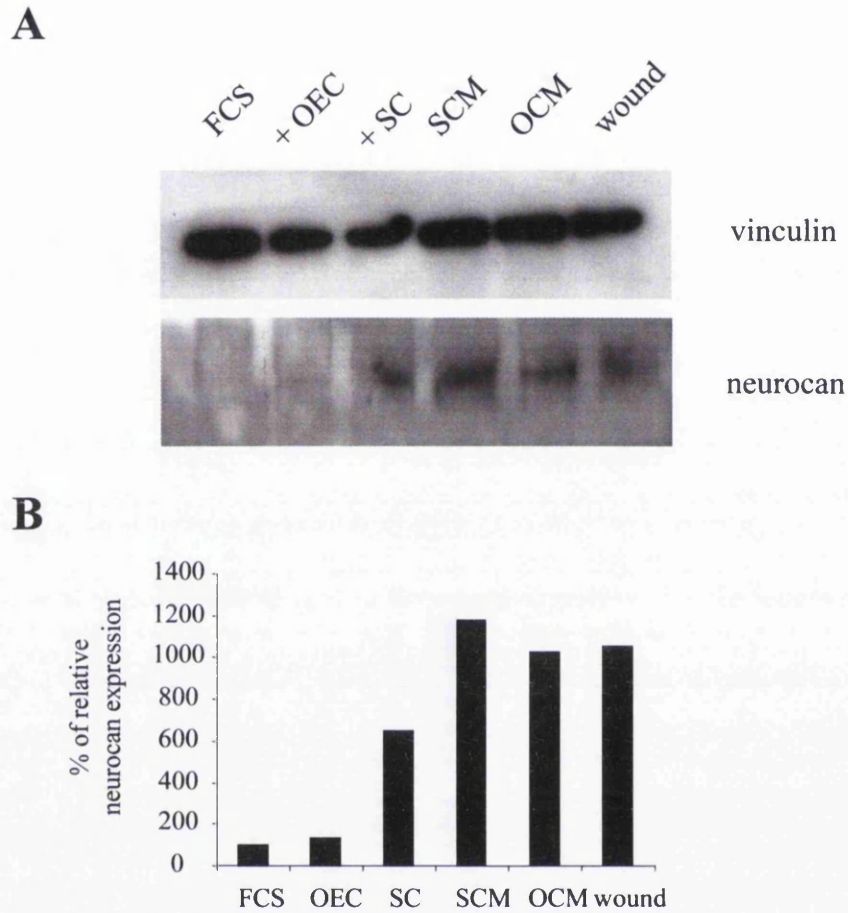 A
FCS + OEC + SC SCM OCM wound
vinculin
neurocan
B
% of relative
neurocan expression
1400
1200
1000
800
600
400
200
0
FCS OEC SC SCM OCM wound